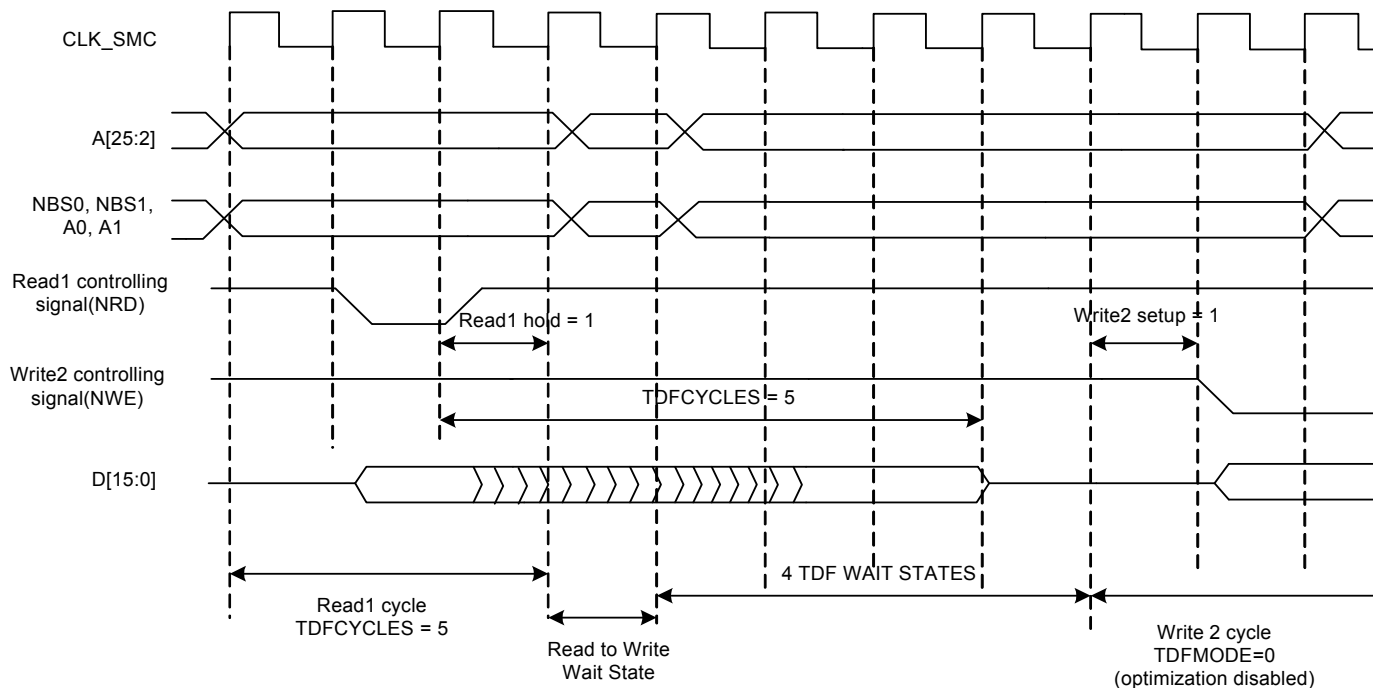 CLK_SMC
A[25:2]
NBS0, NBS1,
A0, A1
Read1 controlling
signal(NRD)
Read1 hold = 1
Write2 setup = 1
Write2 controlling
signal(NWE)
TDFCYCLES = 5
D[15:0]
4 TDF WAIT STATES
Read1 cycle
TDFCYCLES = 5
Read to Write
Wait State
Write 2 cycle
TDFMODE=0
(optimization disabled)